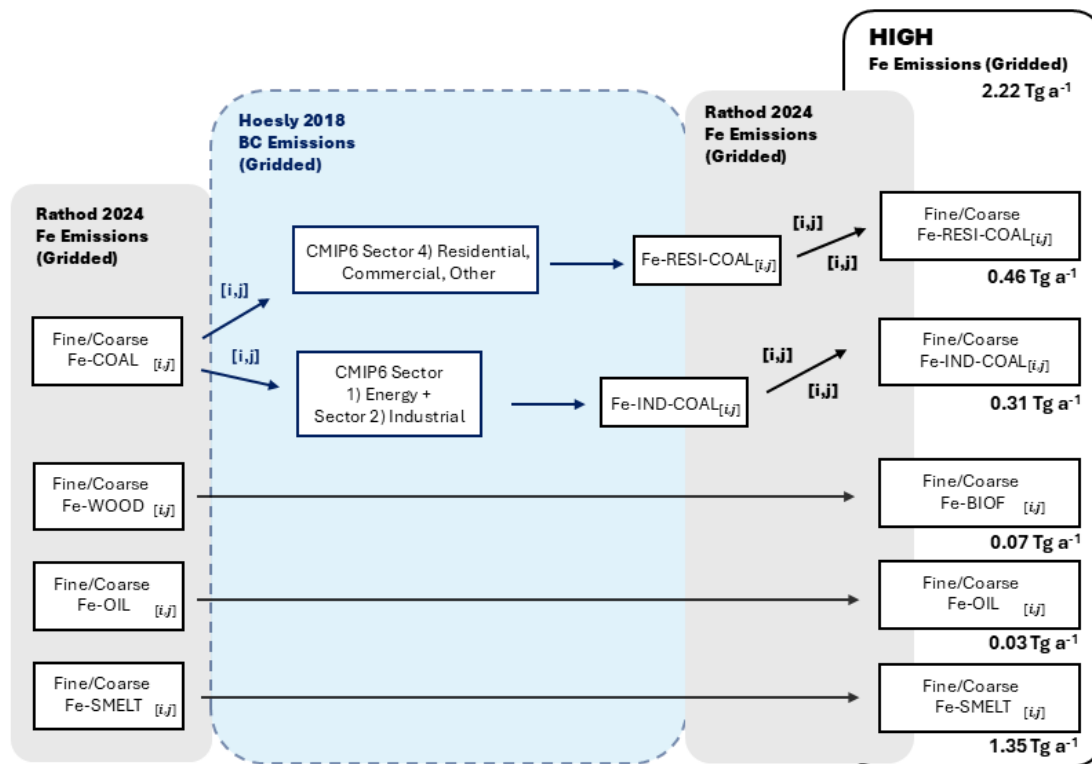 HIGH
Fe Emissions (Gridded)
2.22 Tg a⁻¹
Hoesly 2018
BC Emissions
(Gridded)
Rathod 2024
Fe Emissions
(Gridded)
Rathod 2024
Fe Emissions
(Gridded)
Fine/Coarse
Fe-COAL [i,j]
[i,j]
[i,j]
CMIP6 Sector 4) Residential,
Commercial, Other
CMIP6 Sector
1) Energy +
Sector 2) Industrial
Fe-RESI-COAL[i,j]
[i,j]
[i,j]
Fine/Coarse
Fe-RESI-COAL[i,j]
0.46 Tg a⁻¹
Fe-IND-COAL[i,j]
[i,j]
[i,j]
Fine/Coarse
Fe-IND-COAL[i,j]
0.31 Tg a⁻¹
Fine/Coarse
Fe-WOOD [i,j]
Fine/Coarse
Fe-BIOF [i,j]
0.07 Tg a⁻¹
Fine/Coarse
Fe-OIL [i,j]
Fine/Coarse
Fe-OIL [i,j]
0.03 Tg a⁻¹
Fine/Coarse
Fe-SMELT [i,j]
Fine/Coarse
Fe-SMELT [i,j]
1.35 Tg a⁻¹